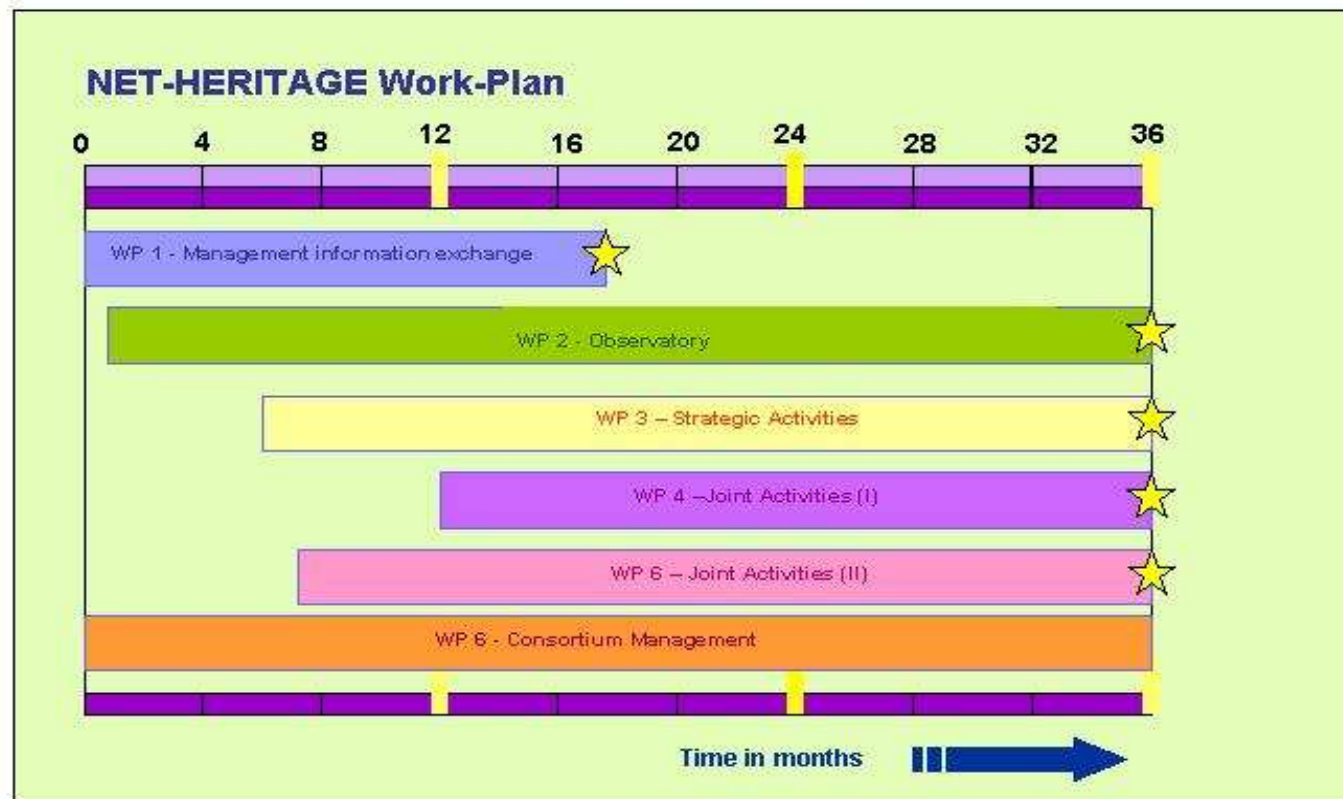 NET-HERITAGE Work-Plan
0 4 8 12 16 20 24 28 32 36
WP 1 - Management information exchange
WP 2 - Observatory
WP 3 – Strategic Activities
WP 4 –Joint Activities (I)
WP 6 – Joint Activities (II)
WP 6 - Consortium Management
Time in months